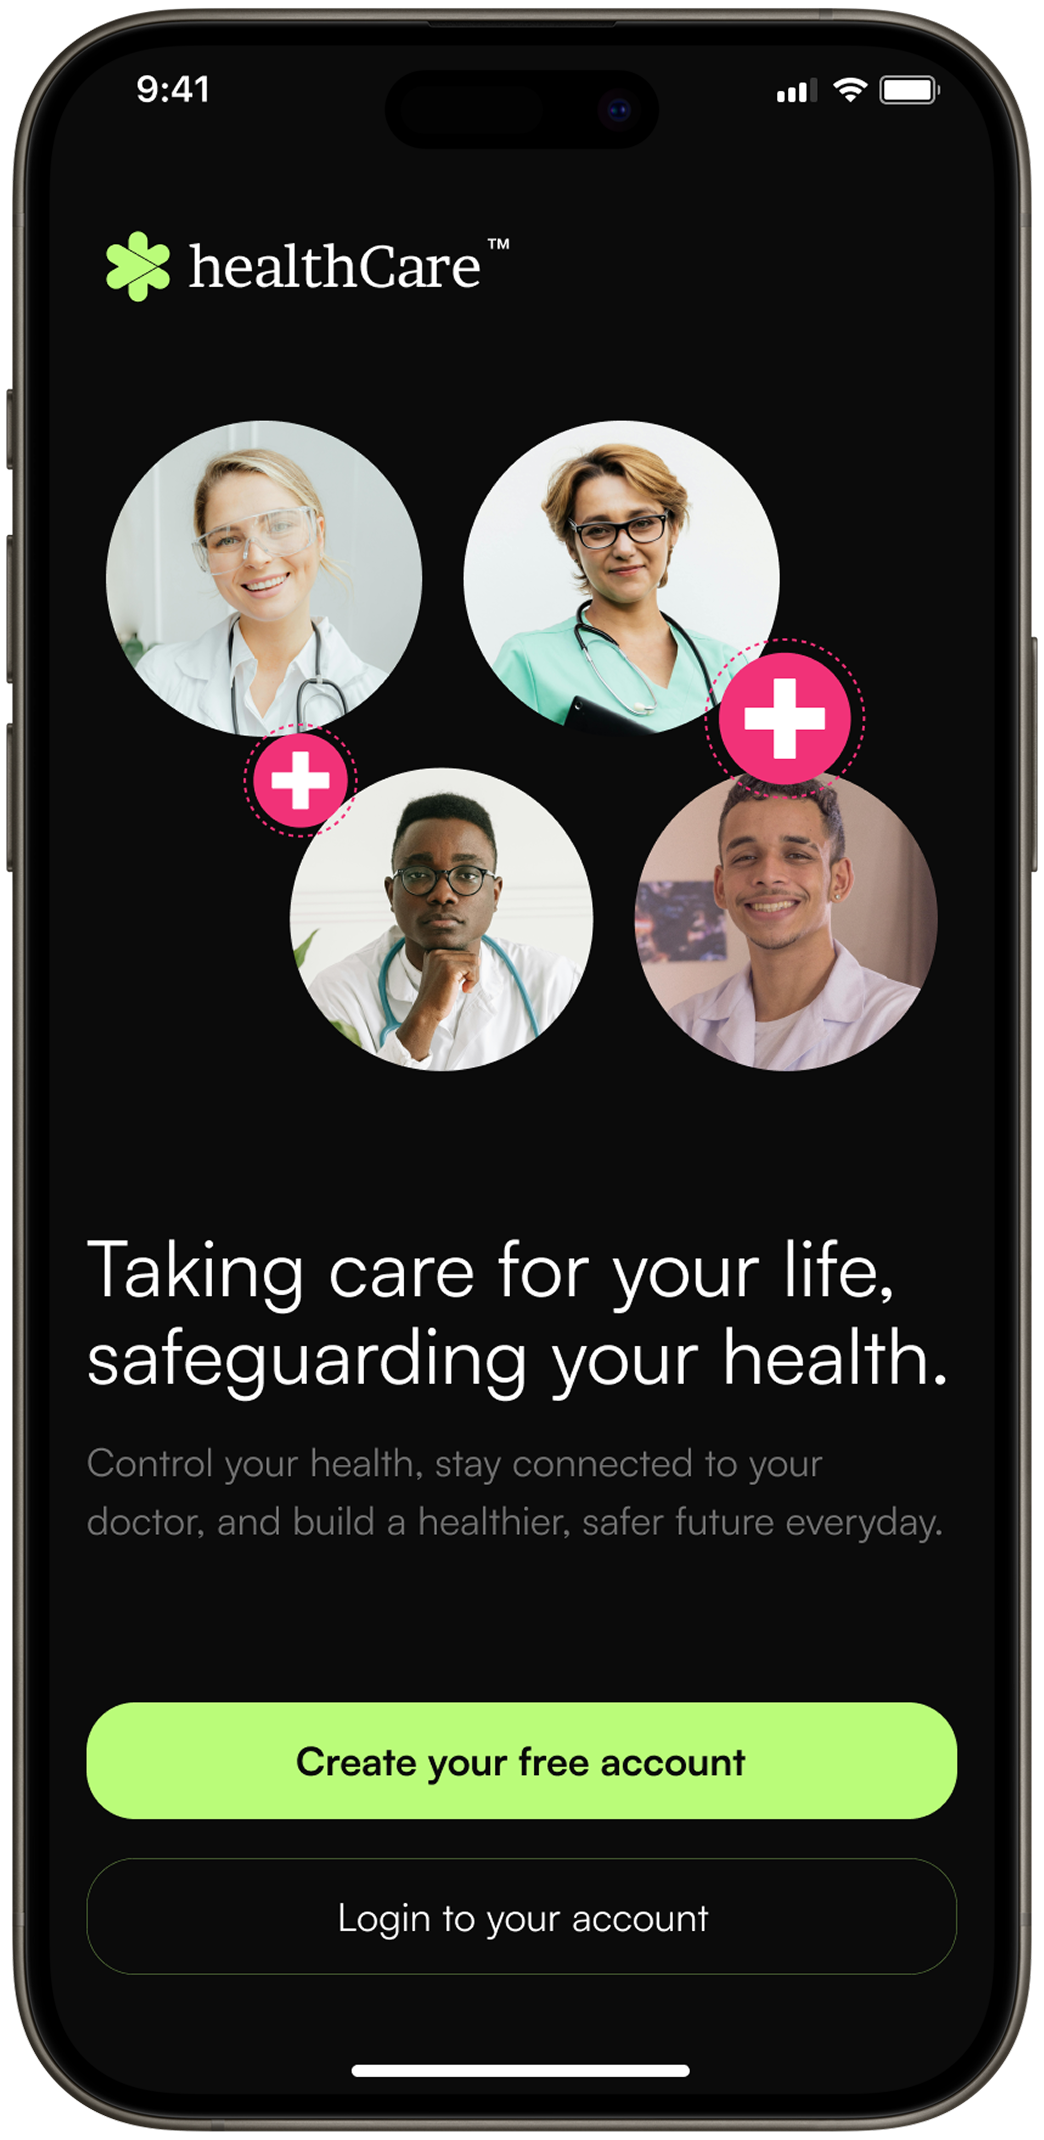 9:41
healthCare™
Taking care for your life,
safeguarding your health.
Control your health, stay connected to your
doctor, and build a healthier, safer future everyday.
Create your free account
Login to your account